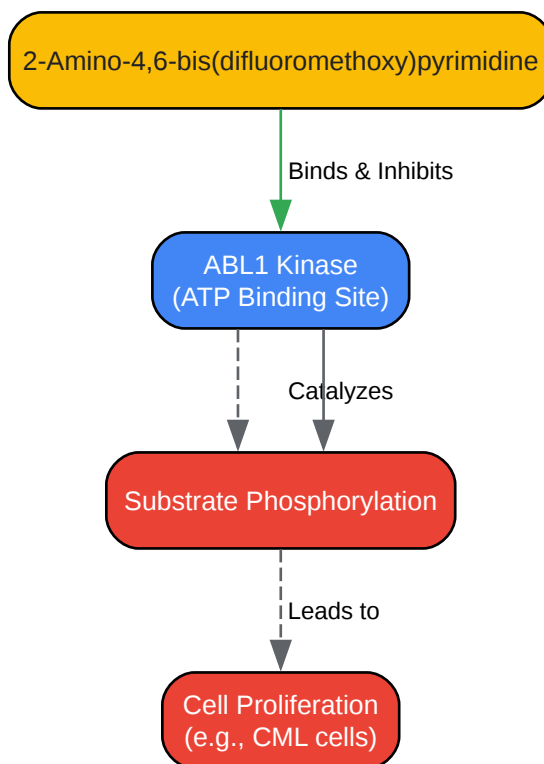 2-Amino-4,6-bis(difluoromethoxy)pyrimidine
Binds & Inhibits
ABL1 Kinase
(ATP Binding Site)
Catalyzes
Substrate Phosphorylation
Leads to
Cell Proliferation
(e.g., CML cells)